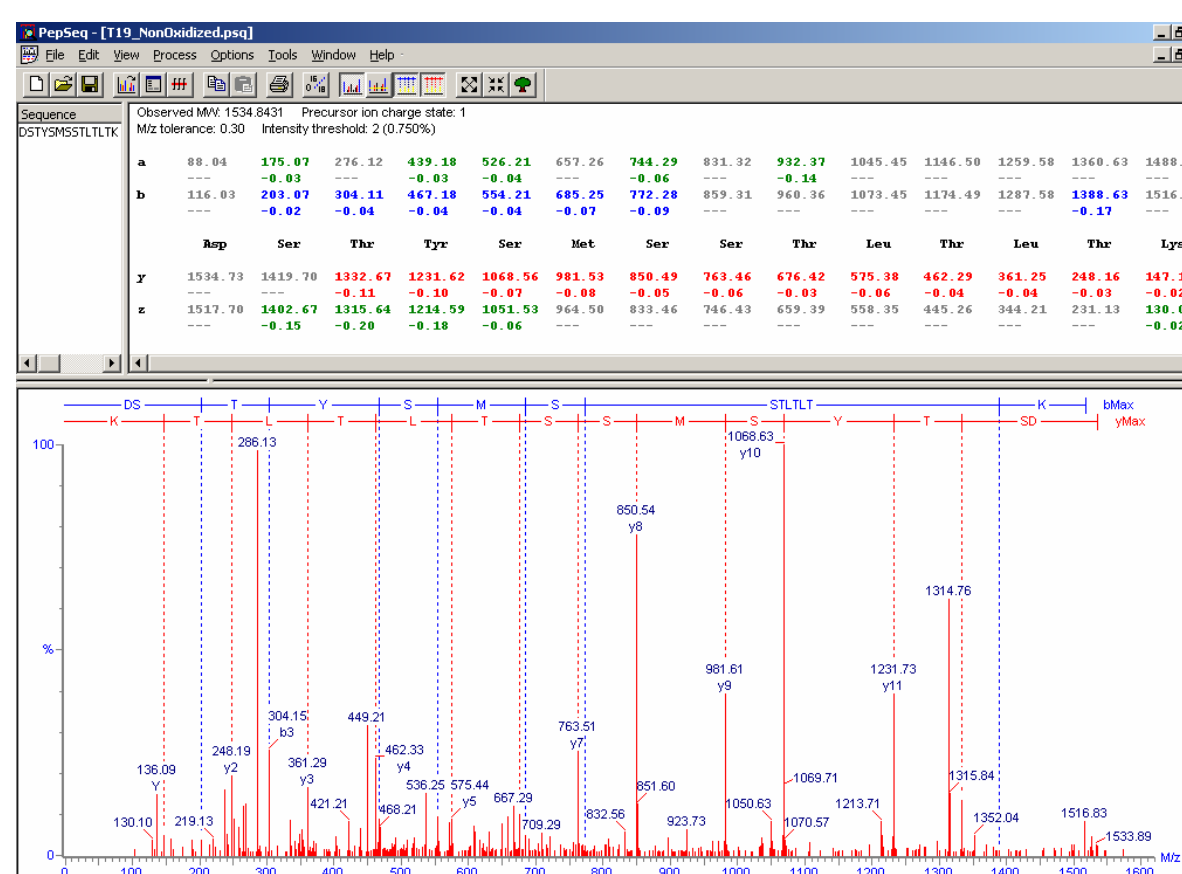 PepSeq - [T19_NonOxidized.psq]
File Edit View Process Options Tools Window Help
Sequence
DSTYSMSSTLTLTK
Observed MW: 1534.8431 Precursor ion charge state: 1
M/z tolerance: 0.30 Intensity threshold: 2 (0.750%)
a 88.04 175.07 276.12 439.18 526.21 657.26 744.29 831.32 932.37 1045.45 1146.50 1259.58 1360.63 1488.
--- -0.03 --- -0.03 -0.04 --- -0.06 --- -0.14 --- --- --- --- ---
b 116.03 203.07 304.11 467.18 554.21 685.25 772.28 859.31 960.36 1073.45 1174.49 1287.58 1388.63 1516.
--- -0.02 -0.04 -0.04 -0.04 -0.07 -0.09 --- --- --- --- --- -0.17 ---
Asp Ser Thr Tyr Ser Met Ser Ser Thr Leu Thr Leu Thr Lys
y 1534.73 1419.70 1332.67 1231.62 1068.56 981.53 850.49 763.46 676.42 575.38 462.29 361.25 248.16 147.1
--- --- -0.11 -0.10 -0.07 -0.08 -0.05 -0.06 -0.03 -0.06 -0.04 -0.04 -0.03 -0.02
z 1517.70 1402.67 1315.64 1214.59 1051.53 964.50 833.46 746.43 659.39 558.35 445.26 344.21 231.13 130.0
--- -0.15 -0.20 -0.18 -0.06 --- --- --- --- --- --- --- --- -0.02
DS T Y S M S STLTLT K bMax
K T L T L T S S M S Y T SD yMax
100
286.13
1068.63
y10
850.54
y8
1314.76
%
981.61
y9
1231.73
y11
304.15
b3
449.21
763.51
y7
248.19
y2
462.33
y4
361.29
y3
136.09
Y
536.25
575.44
y5
667.29
851.60
1069.71
1315.84
421.21
468.21
130.10
219.13
709.29
832.56
923.73
1050.63
1070.57
1213.71
1352.04
1516.83
1533.89
0
M/z
0 100 200 300 400 500 600 700 800 900 1000 1100 1200 1300 1400 1500 1600